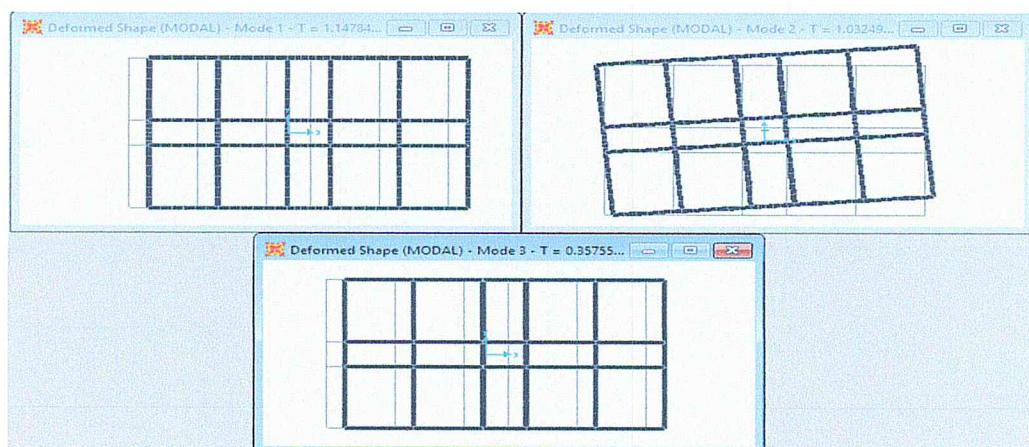 Deformed Shape (MODAL) - Mode 1 - T = 1.14784...
Deformed Shape (MODAL) - Mode 2 - T = 1.03249...
Deformed Shape (MODAL) - Mode 3 - T = 0.35755...